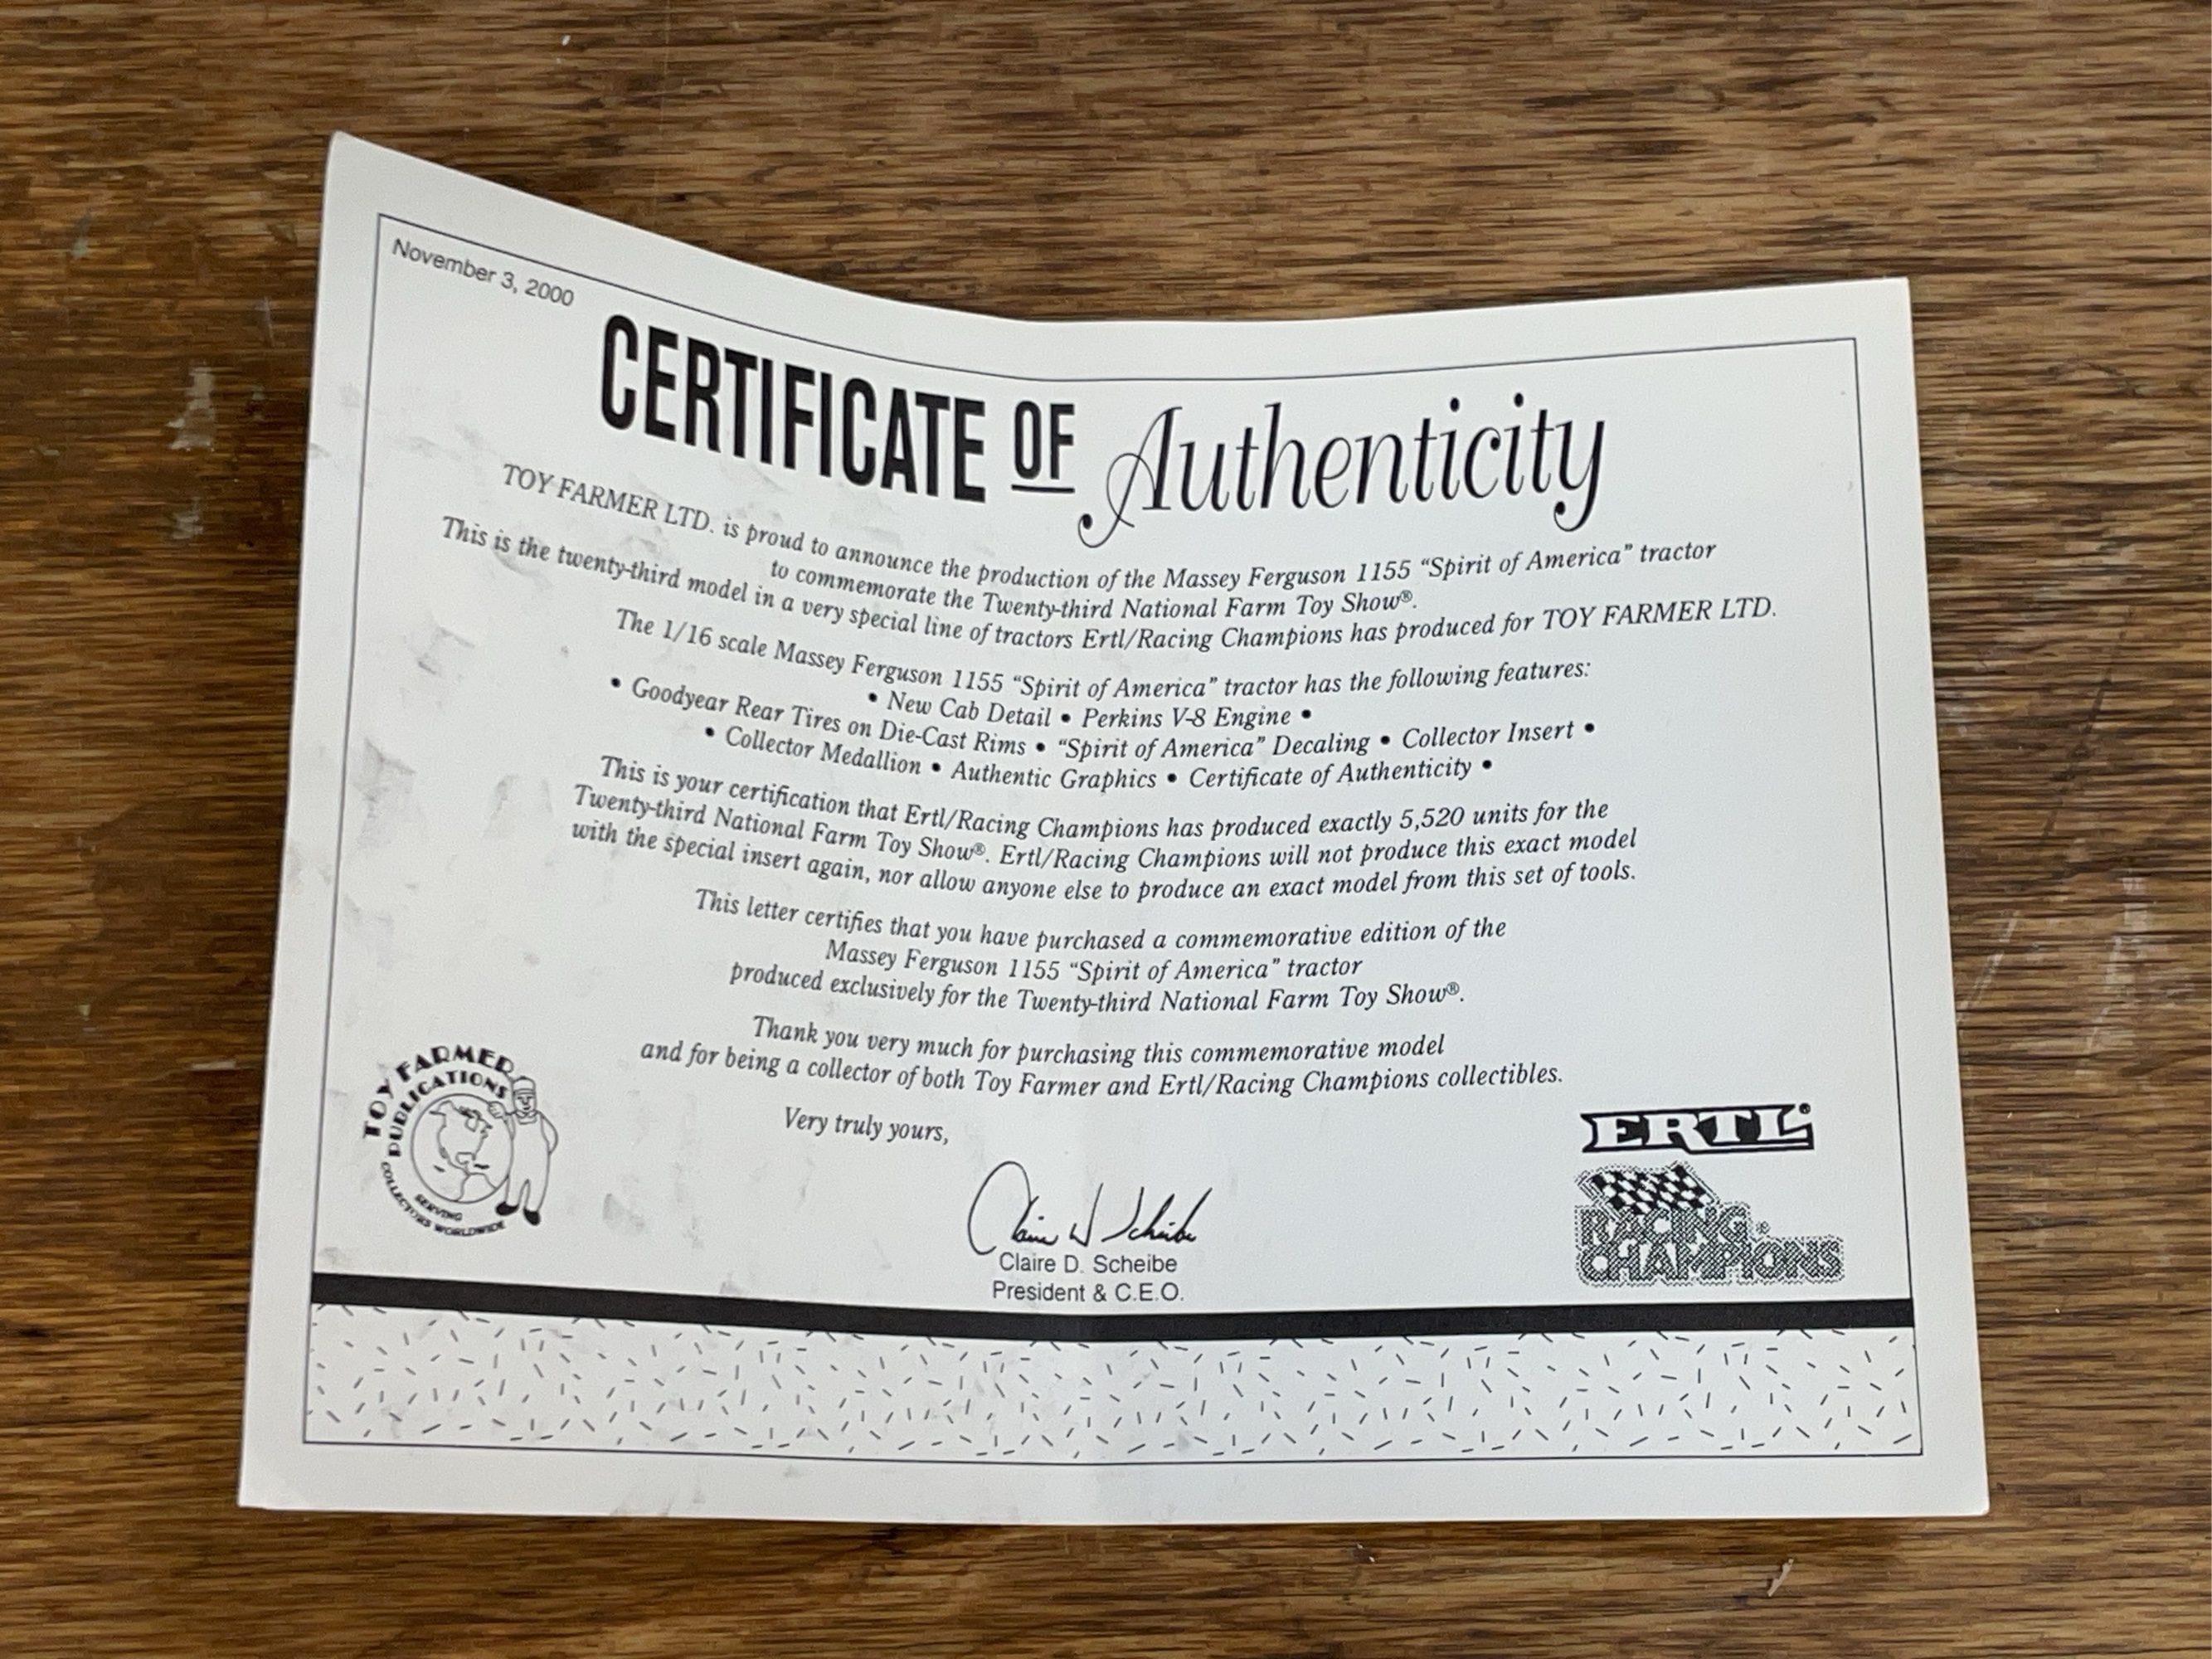 November 3, 2000
CERTIFICATE OF Authenticity
TOY FARMER LTD. is proud to announce the production of the Massey Ferguson 1155 “Spirit of America” tractor
to commemorate the Twenty-third National Farm Toy Show®.
This is the twenty-third model in a very special line of tractors Ertl/Racing Champions has produced for TOY FARMER LTD.
The 1/16 scale Massey Ferguson 1155 “Spirit of America” tractor has the following features:
• New Cab Detail • Perkins V-8 Engine •
• Goodyear Rear Tires on Die-Cast Rims • “Spirit of America” Decaling • Collector Insert •
• Collector Medallion • Authentic Graphics • Certificate of Authenticity •
This is your certification that Ertl/Racing Champions has produced exactly 5,520 units for the
Twenty-third National Farm Toy Show®. Ertl/Racing Champions will not produce this exact model
with the special insert again, nor allow anyone else to produce an exact model from this set of tools.
This letter certifies that you have purchased a commemorative edition of the
Massey Ferguson 1155 “Spirit of America” tractor
produced exclusively for the Twenty-third National Farm Toy Show®.
Thank you very much for purchasing this commemorative model
and for being a collector of both Toy Farmer and Ertl/Racing Champions collectibles.
Very truly yours,
Claire D. Scheibe
Claire D. Scheibe
President & C.E.O.
TOY FARMER
PUBLICATIONS
SERVING
COLLECTORS WORLDWIDE
ERTL®
RACING®
CHAMPIONS